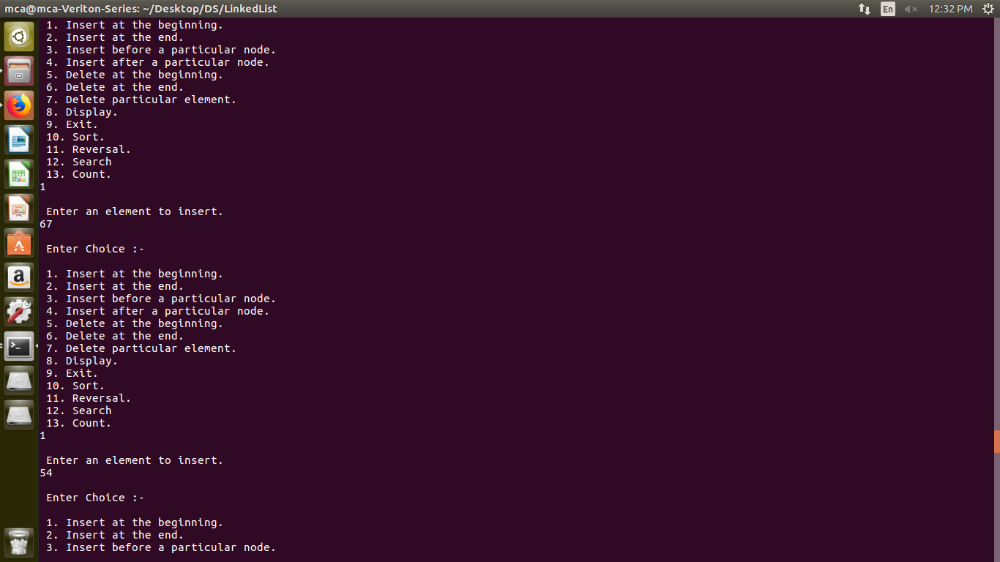 mca@mca-Veriton-Series: ~/Desktop/DS/LinkedList En 12:32 PM
1. Insert at the beginning.
2. Insert at the end.
3. Insert before a particular node.
4. Insert after a particular node.
5. Delete at the beginning.
6. Delete at the end.
7. Delete particular element.
8. Display.
9. Exit.
10. Sort.
11. Reversal.
12. Search
13. Count.
1
Enter an element to insert.
67
Enter Choice :-
1. Insert at the beginning.
2. Insert at the end.
3. Insert before a particular node.
4. Insert after a particular node.
5. Delete at the beginning.
6. Delete at the end.
7. Delete particular element.
8. Display.
9. Exit.
10. Sort.
11. Reversal.
12. Search
13. Count.
1
Enter an element to insert.
54
Enter Choice :-
1. Insert at the beginning.
2. Insert at the end.
3. Insert before a particular node.